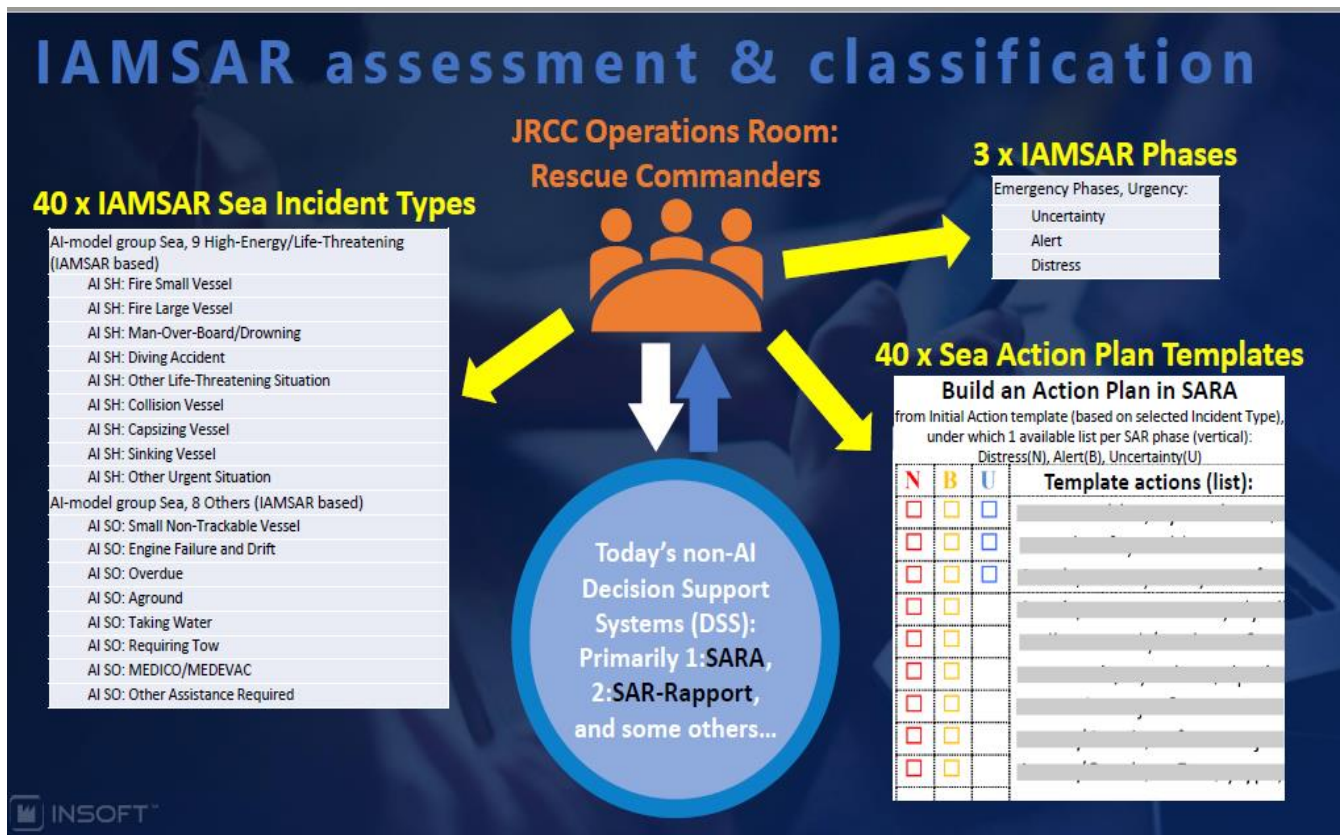 IAMSAR assessment & classification
JRCC Operations Room:
Rescue Commanders
40 x IAMSAR Sea Incident Types
AI-model group Sea, 9 High-Energy/Life-Threatening
(IAMSAR based)
AI SH: Fire Small Vessel
AI SH: Fire Large Vessel
AI SH: Man-Over-Board/Drowning
AI SH: Diving Accident
AI SH: Other Life-Threatening Situation
AI SH: Collision Vessel
AI SH: Capsizing Vessel
AI SH: Sinking Vessel
AI SH: Other Urgent Situation
AI-model group Sea, 8 Others (IAMSAR based)
AI SO: Small Non-Trackable Vessel
AI SO: Engine Failure and Drift
AI SO: Overdue
AI SO: Aground
AI SO: Taking Water
AI SO: Requiring Tow
AI SO: MEDICO/MEDEVAC
AI SO: Other Assistance Required
Today's non-AI
Decision Support
Systems (DSS):
Primarily 1:SARA,
2:SAR-Rapport,
and some others...
3 x IAMSAR Phases
Emergency Phases, Urgency:
Uncertainty
Alert
Distress
40 x Sea Action Plan Templates
Build an Action Plan in SARA
from Initial Action template (based on selected Incident Type),
under which 1 available list per SAR phase (vertical):
Distress(N), Alert(B), Uncertainty(U)
N B U Template actions (list):
INSOFT